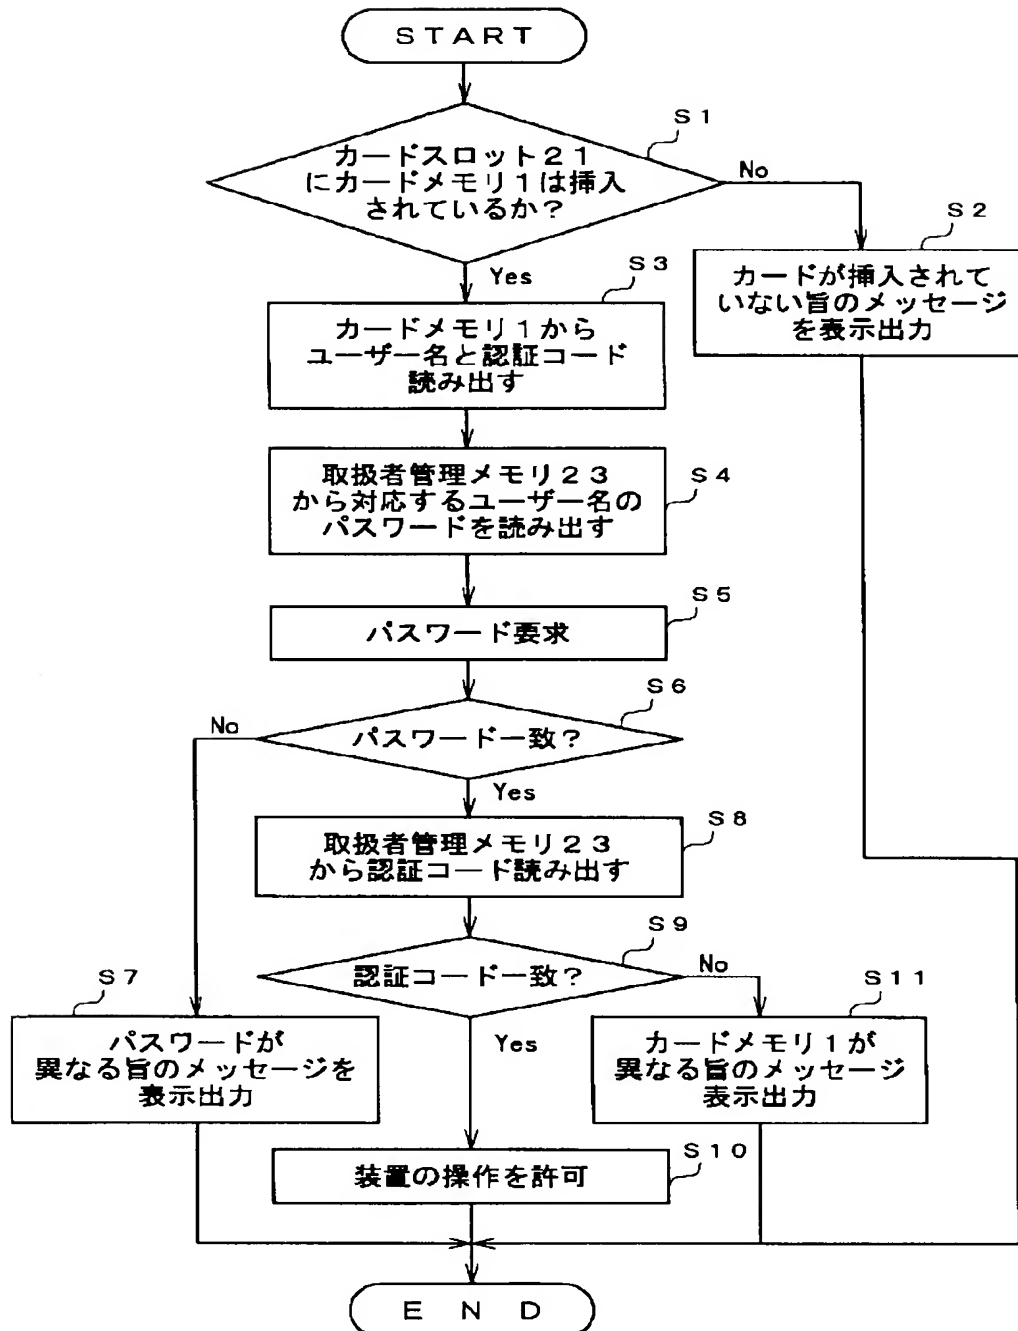 START
S1
カードスロット21
にカードメモリ1は挿入
されているか?
No
S2
カードが挿入されて
いない旨のメッセージ
を表示出力
Yes
S3
カードメモリ1から
ユーザー名と認証コード
読み出す
S4
取扱者管理メモリ23
から対応するユーザー名の
パスワードを読み出す
S5
パスワード要求
S6
パスワード一致?
No
Yes
S8
取扱者管理メモリ23
から認証コード読み出す
S9
認証コード一致?
No
Yes
S7
パスワードが
異なる旨のメッセージを
表示出力
S11
カードメモリ1が
異なる旨のメッセージ
表示出力
S10
装置の操作を許可
END